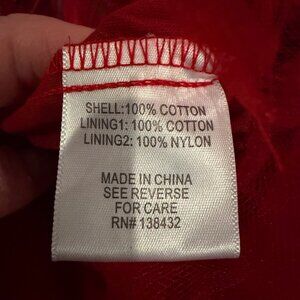 SHELL:100% COTTON
LINING1: 100% COTTON
LINING2: 100% NYLON
MADE IN CHINA
SEE REVERSE
FOR CARE
RN# 138432